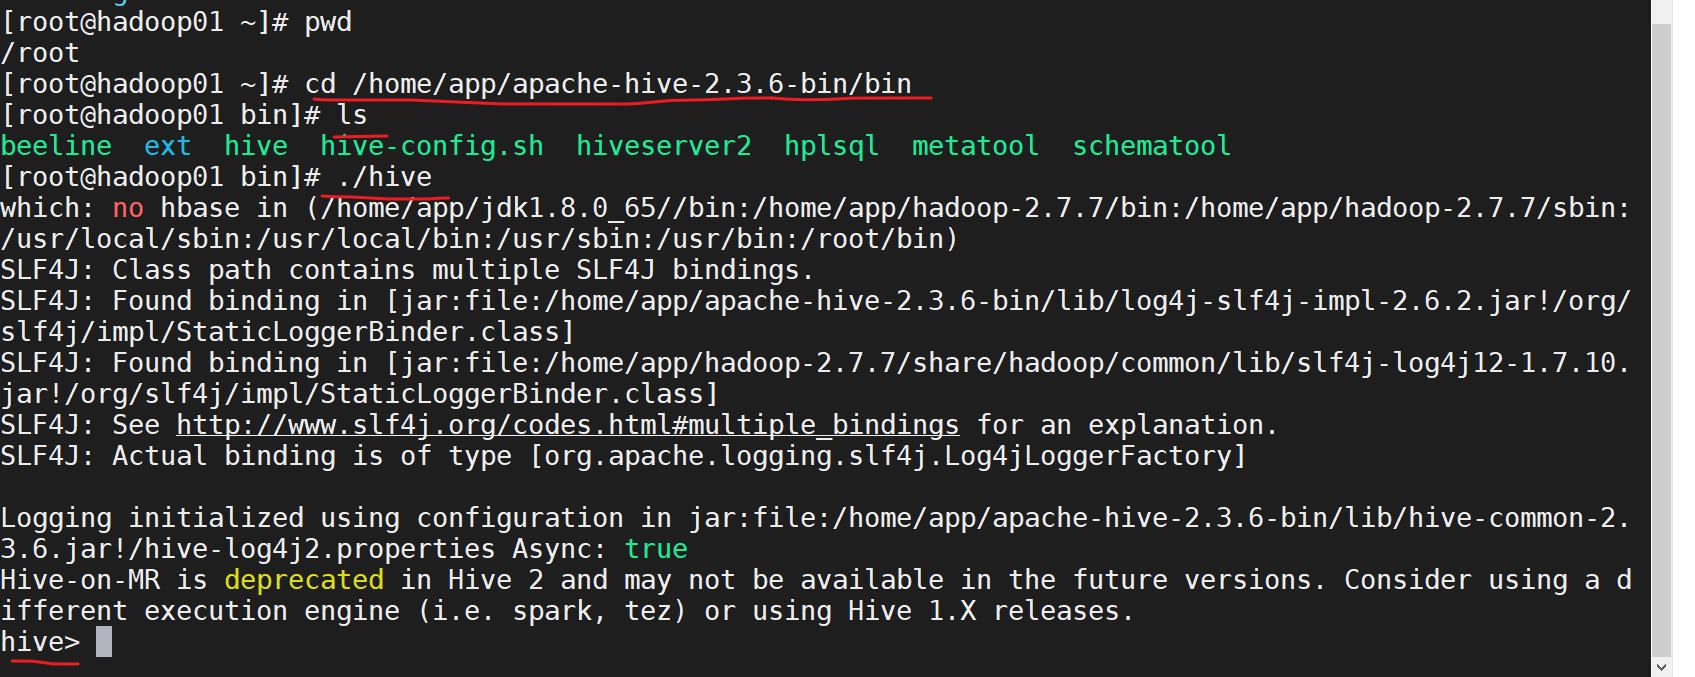 [root@hadoop01 ~]# pwd
/root
[root@hadoop01 ~]# cd /home/app/apache-hive-2.3.6-bin/bin
[root@hadoop01 bin]# ls
beeline  ext  hive  hive-config.sh  hiveserver2  hplsql  metatool  schematool
[root@hadoop01 bin]# ./hive
which: no hbase in (/home/app/jdk1.8.0_65//bin:/home/app/hadoop-2.7.7/bin:/home/app/hadoop-2.7.7/sbin:
/usr/local/sbin:/usr/local/bin:/usr/sbin:/usr/bin:/root/bin)
SLF4J: Class path contains multiple SLF4J bindings.
SLF4J: Found binding in [jar:file:/home/app/apache-hive-2.3.6-bin/lib/log4j-slf4j-impl-2.6.2.jar!/org/
slf4j/impl/StaticLoggerBinder.class]
SLF4J: Found binding in [jar:file:/home/app/hadoop-2.7.7/share/hadoop/common/lib/slf4j-log4j12-1.7.10.
jar!/org/slf4j/impl/StaticLoggerBinder.class]
SLF4J: See http://www.slf4j.org/codes.html#multiple_bindings for an explanation.
SLF4J: Actual binding is of type [org.apache.logging.slf4j.Log4jLoggerFactory]
Logging initialized using configuration in jar:file:/home/app/apache-hive-2.3.6-bin/lib/hive-common-2.
3.6.jar!/hive-log4j2.properties Async: true
Hive-on-MR is deprecated in Hive 2 and may not be available in the future versions. Consider using a d
ifferent execution engine (i.e. spark, tez) or using Hive 1.X releases.
hive>